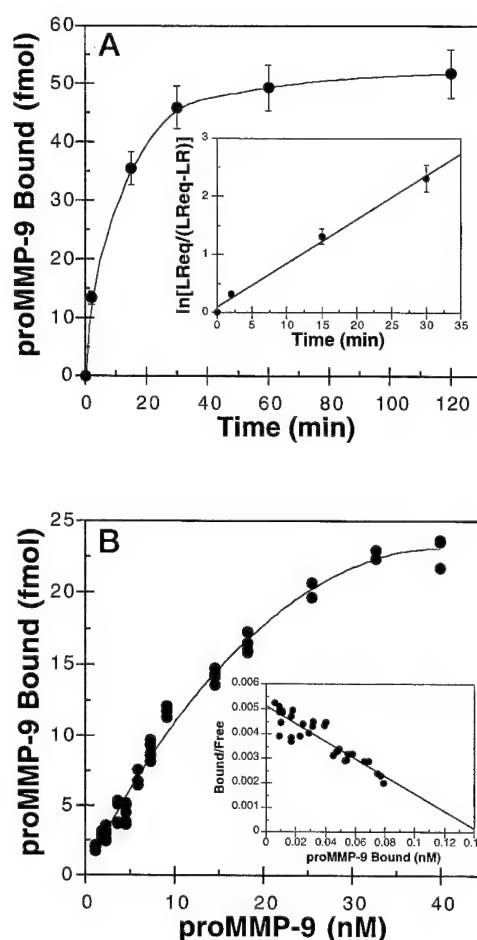 A
proMMP-9 Bound (fmol)
60
50
40
30
20
10
0
0 20 40 60 80 100 120
Time (min)
ln[LReq/(LReq-LR)]
3
2
1
0
0 5 10 15 20 25 30 35
Time (min)
B
proMMP-9 Bound (fmol)
25
20
15
10
5
0
0 10 20 30 40
proMMP-9 (nM)
Bound/Free
0.006
0.005
0.004
0.003
0.002
0.001
0
0 0.02 0.04 0.06 0.08 0.1 0.12
proMMP-9 Bound (nM)